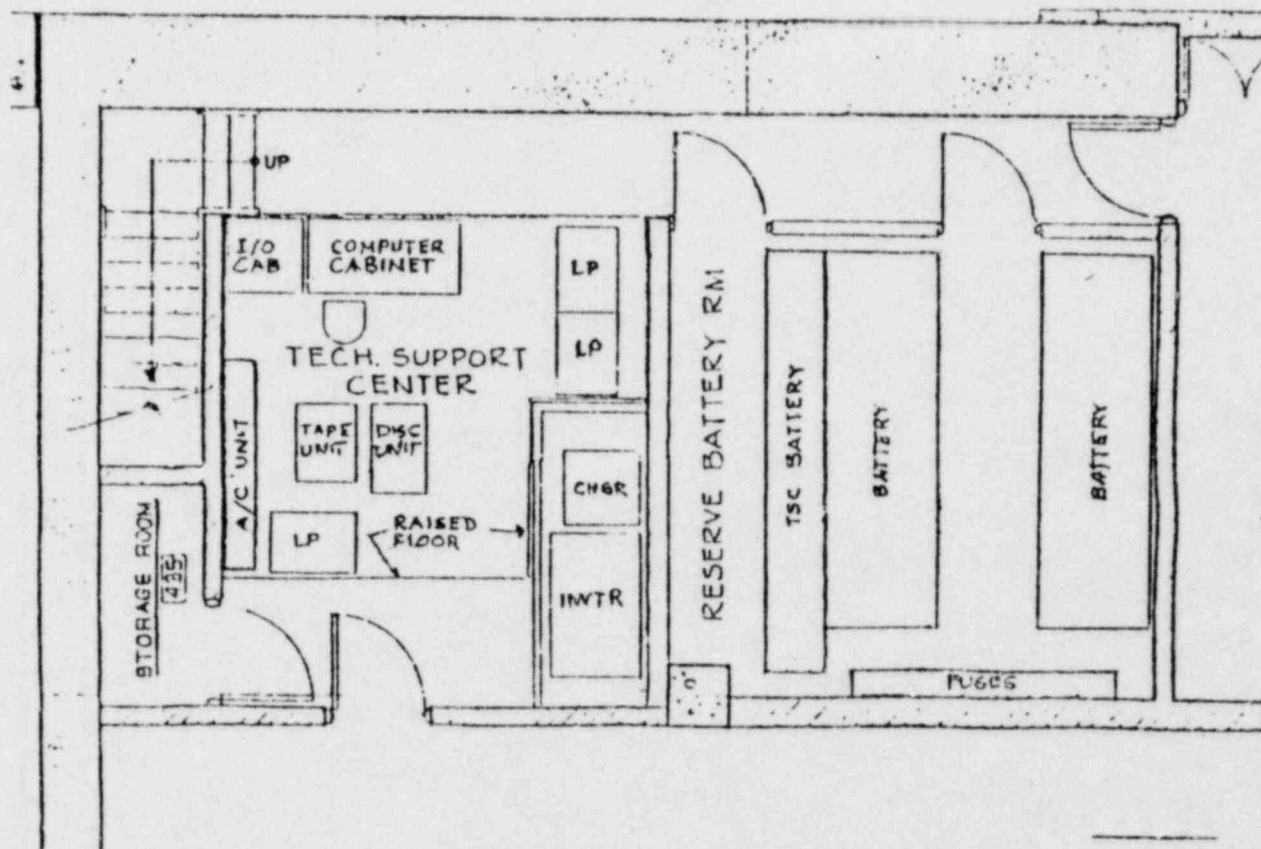 UP
I/O
CAB
COMPUTER
CABINET
LP
LP
TECH. SUPPORT
CENTER
TAPE
UNIT
DISC
UNIT
A/C UNIT
LP
RAISED
FLOOR
CHGR
INVTR
STORAGE ROOM
435
RESERVE BATTERY RM
TSC BATTERY
BATTERY
BATTERY